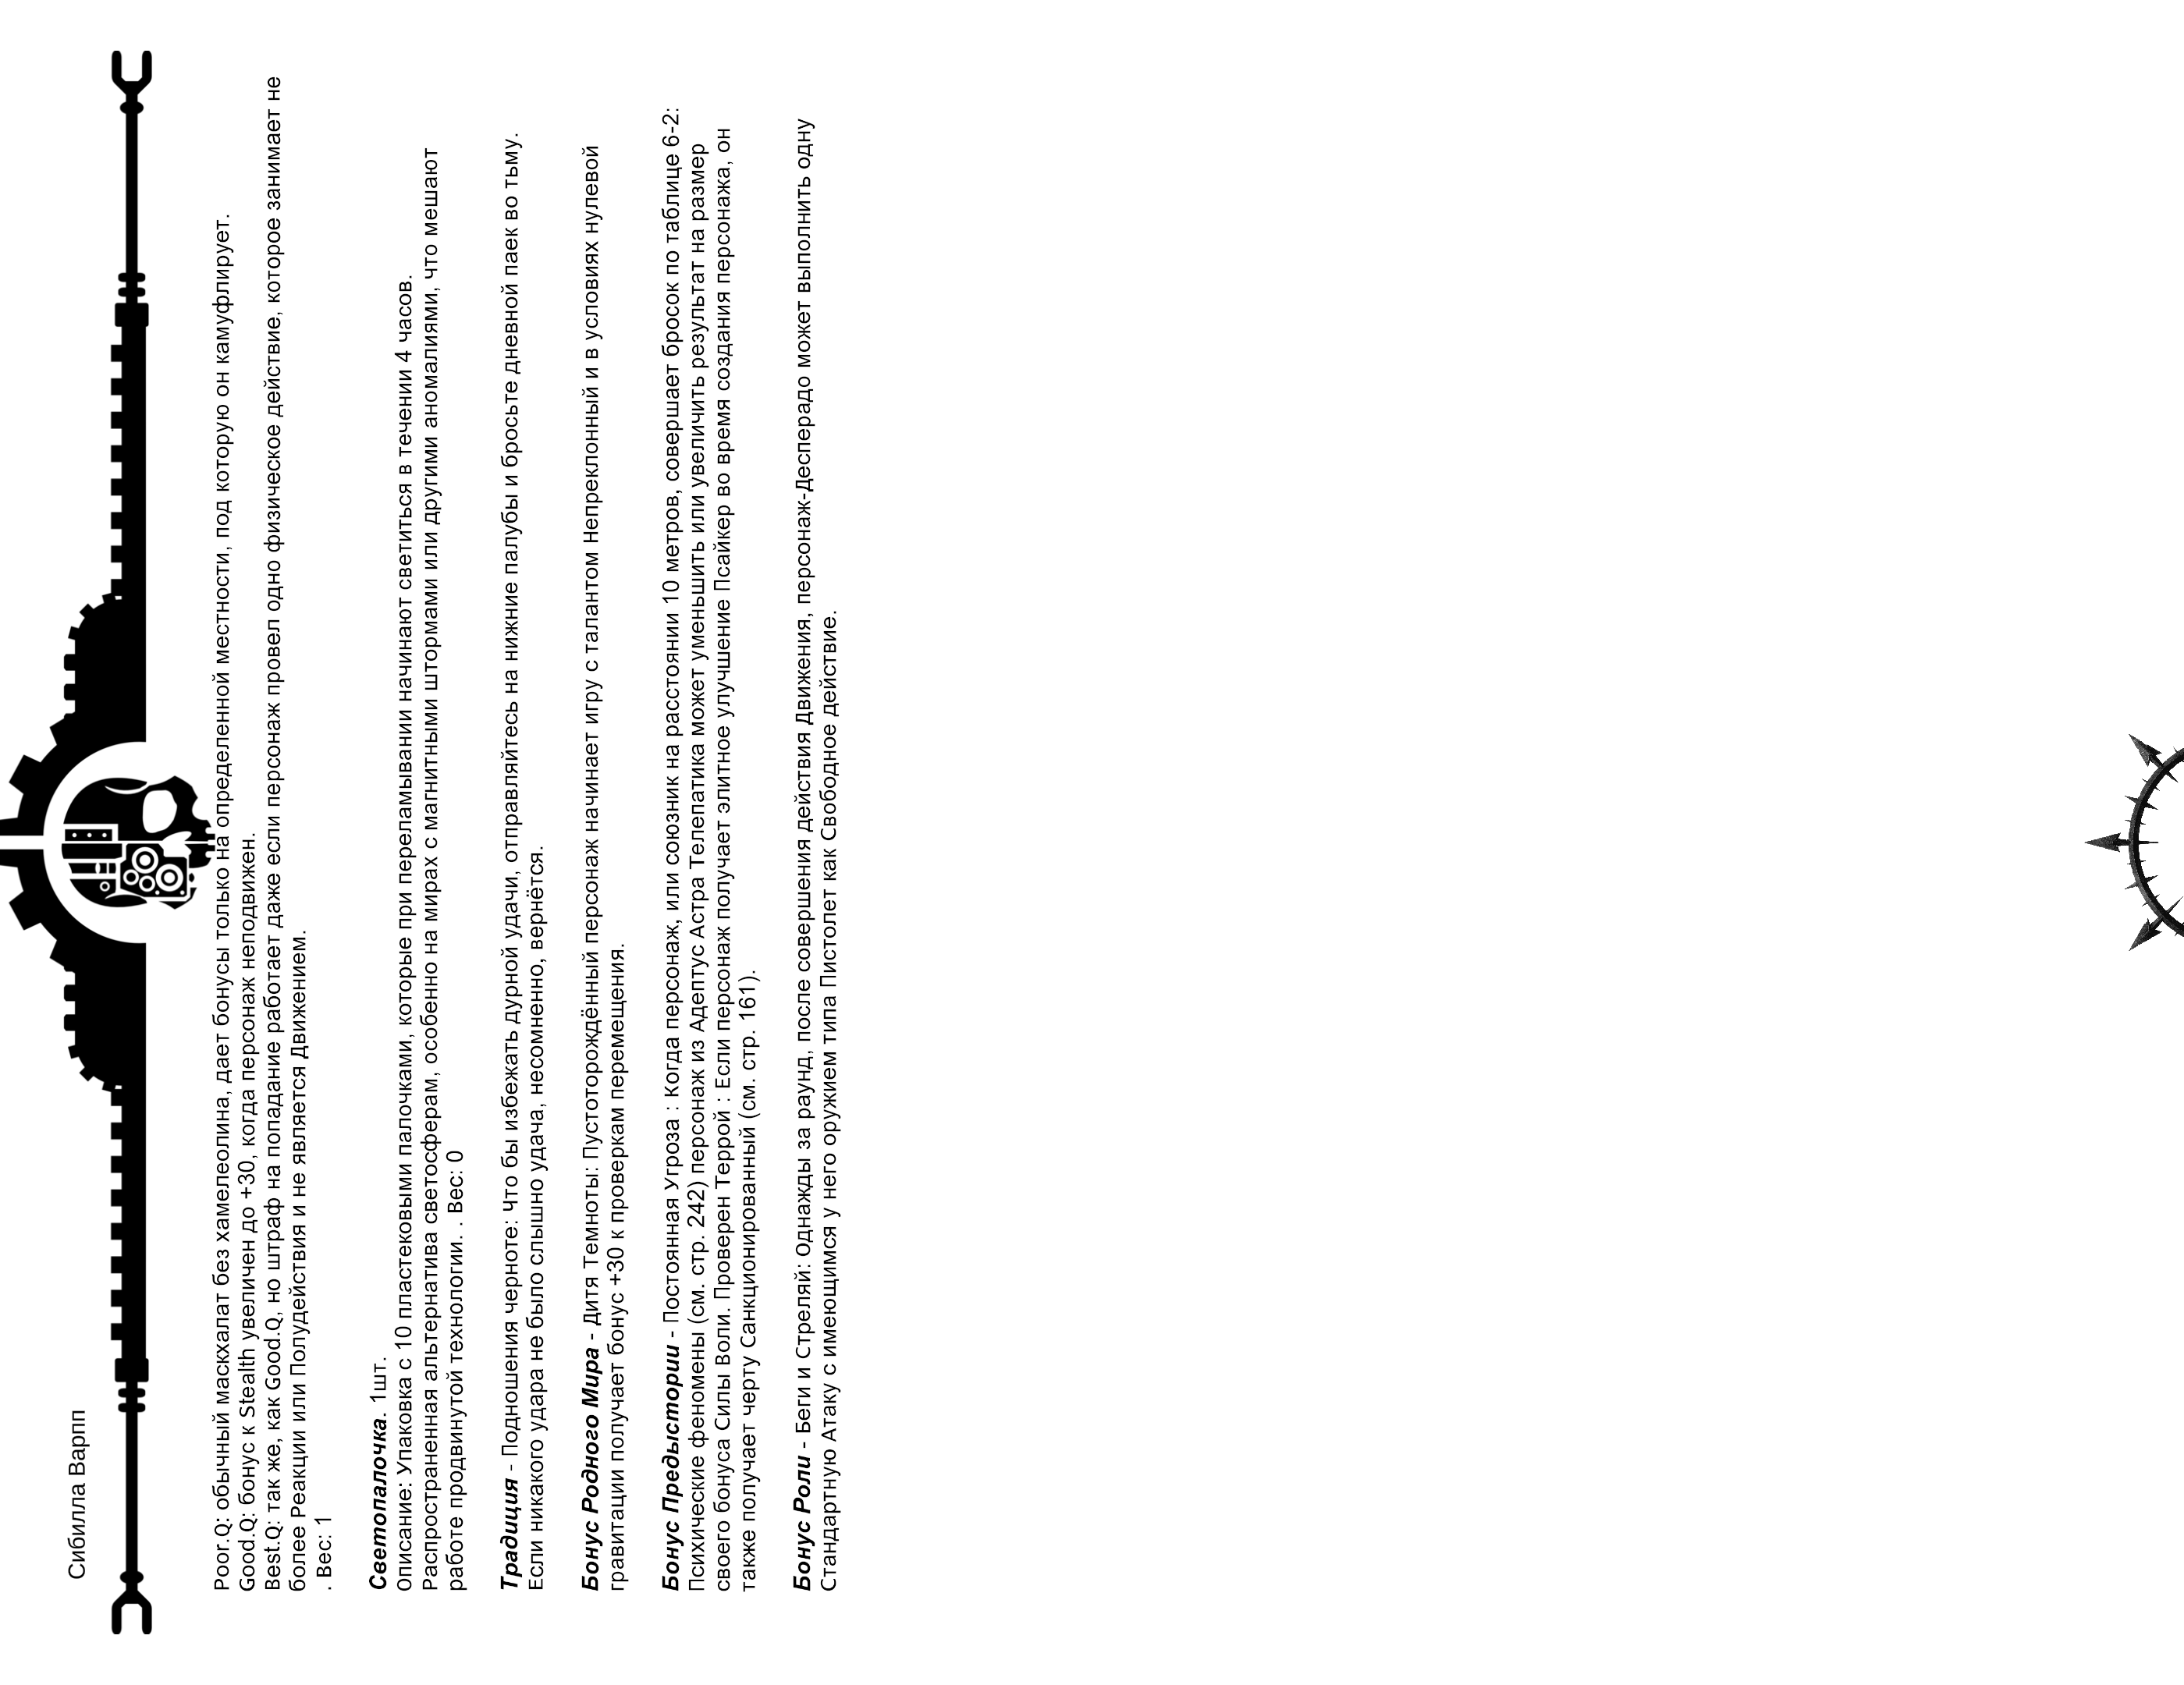 Сибилла Варпп
Poor.Q: обычный маскхалат без хамелеолина, дает бонусы только на определенной местности, под которую он камуфлирует.
Good.Q: бонус к Stealth увеличен до +30, когда персонаж неподвижен.
Best.Q: так же, как Good.Q, но штраф на попадание работает даже если персонаж провел одно физическое действие, которое занимает не
более Реакции или Полудействия и не является Движением.
. Вес: 1
Светопалочка. 1шт.
Описание: Упаковка с 10 пластековыми палочками, которые при переламывании начинают светиться в течении 4 часов.
Распространенная альтернатива светосферам, особенно на мирах с магнитными штормами или другими аномалиями, что мешают
работе продвинутой технологии. . Вес: 0
Традиция - Подношения черноте: Что бы избежать дурной удачи, отправляйтесь на нижние палубы и бросьте дневной паек во тьму.
Если никакого удара не было слышно удача, несомненно, вернётся.
Бонус Родного Мира - Дитя Темноты: Пустоторождённый персонаж начинает игру с талантом Непреклонный и в условиях нулевой
гравитации получает бонус +30 к проверкам перемещения.
Бонус Предыстории - Постоянная Угроза : Когда персонаж, или союзник на расстоянии 10 метров, совершает бросок по таблице 6-2:
Психические феномены (см. стр. 242) персонаж из Адептус Астра Телепатика может уменьшить или увеличить результат на размер
своего бонуса Силы Воли. Проверен Террой : Если персонаж получает элитное улучшение Псайкер во время создания персонажа, он
также получает черту Санкционированный (см. стр. 161).
Бонус Роли - Беги и Стреляй: Однажды за раунд, после совершения действия Движения, персонаж-Десперадо может выполнить одну
Стандартную Атаку с имеющимся у него оружием типа Пистолет как Свободное действие.